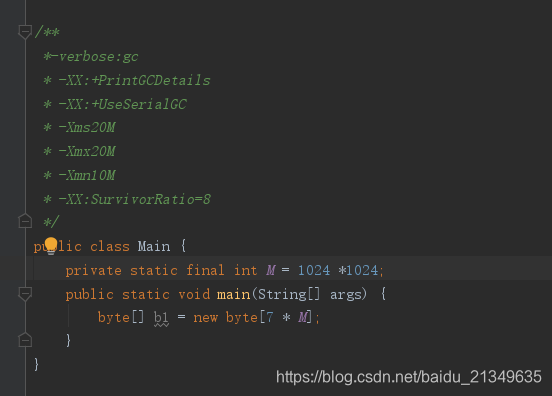 /**
*-verbose:gc
* -XX:+PrintGCDetails
* -XX:+UseSerialGC
* -Xms20M
* -Xmx20M
* -Xmn10M
* -XX:SurvivorRatio=8
*/
public class Main {
private static final int M = 1024 *1024;
public static void main(String[] args) {
byte[] b1 = new byte[7 * M];
}
}
https://blog.csdn.net/baidu_21349635